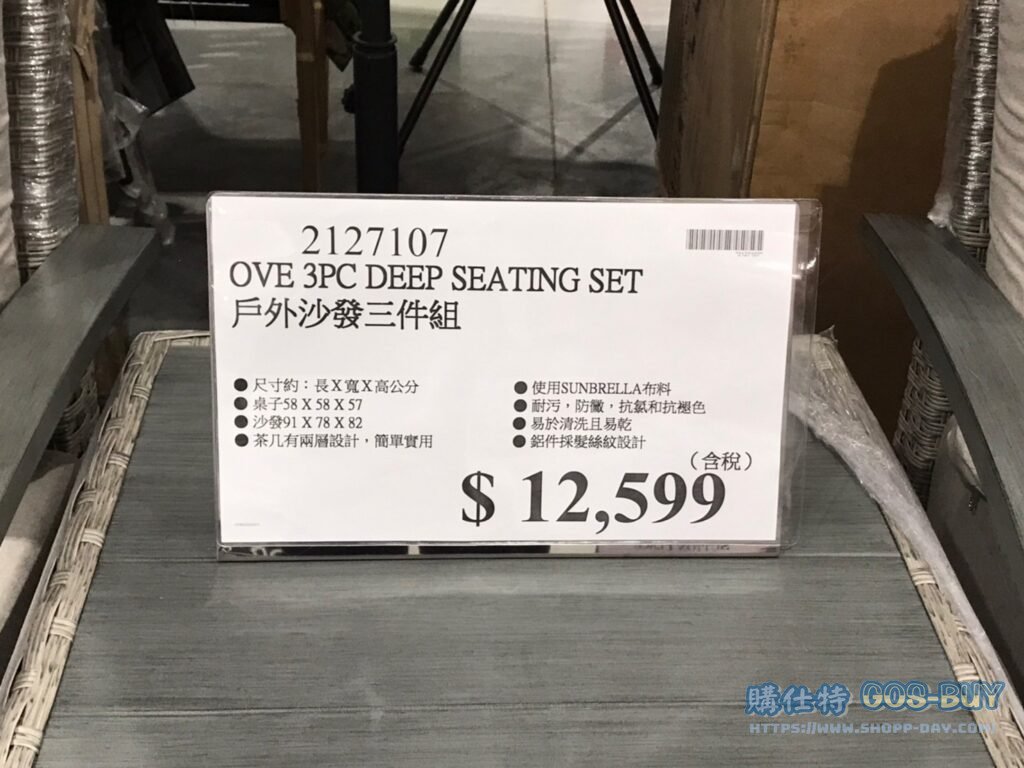 2127107
OVE 3PC DEEP SEATING SET
戶外沙發三件組
● 尺寸約：長 X 寬 X 高公分
● 桌子58 X 58 X 57
● 沙發91 X 78 X 82
● 茶几有兩層設計，簡單實用
● 使用SUNBRELLA布料
● 耐污，防黴，抗氯和抗褪色
● 易於清洗且易乾
● 鋁件採髮絲紋設計
（含稅）
$ 12,599
購仕特 GOS-BUY
HTTPS://WWW.SHOPP-DAY.COM/